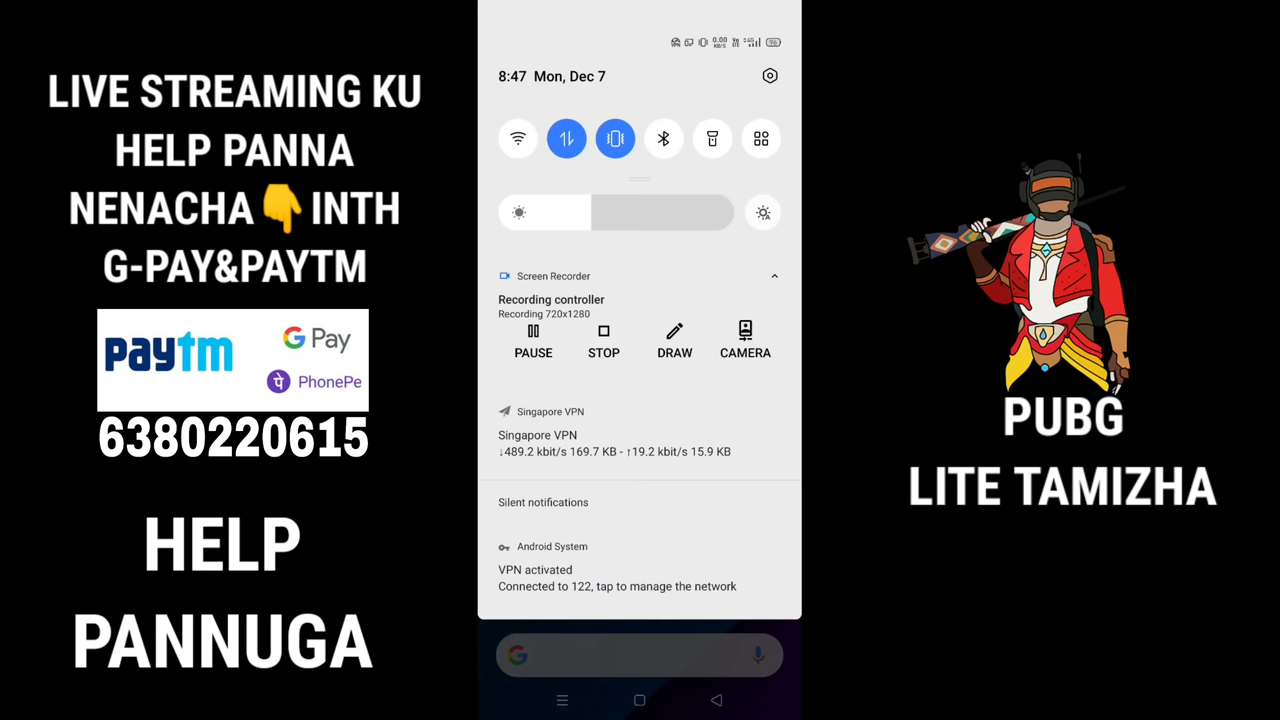 LIVE STREAMING KU
HELP PANNA
NENACHA👇INTH
G-PAY&PAYTM
paytm
G Pay
पे PhonePe
6380220615
HELP
PANNUGA
0.00
KB/S
8:47 Mon, Dec 7
Screen Recorder
Recording controller
Recording 720x1280
PAUSE STOP DRAW CAMERA
Singapore VPN
Singapore VPN
↓489.2 kbit/s 169.7 KB - ↑19.2 kbit/s 15.9 KB
Silent notifications
Android System
VPN activated
Connected to 122, tap to manage the network
PUBG
LITE TAMIZHA